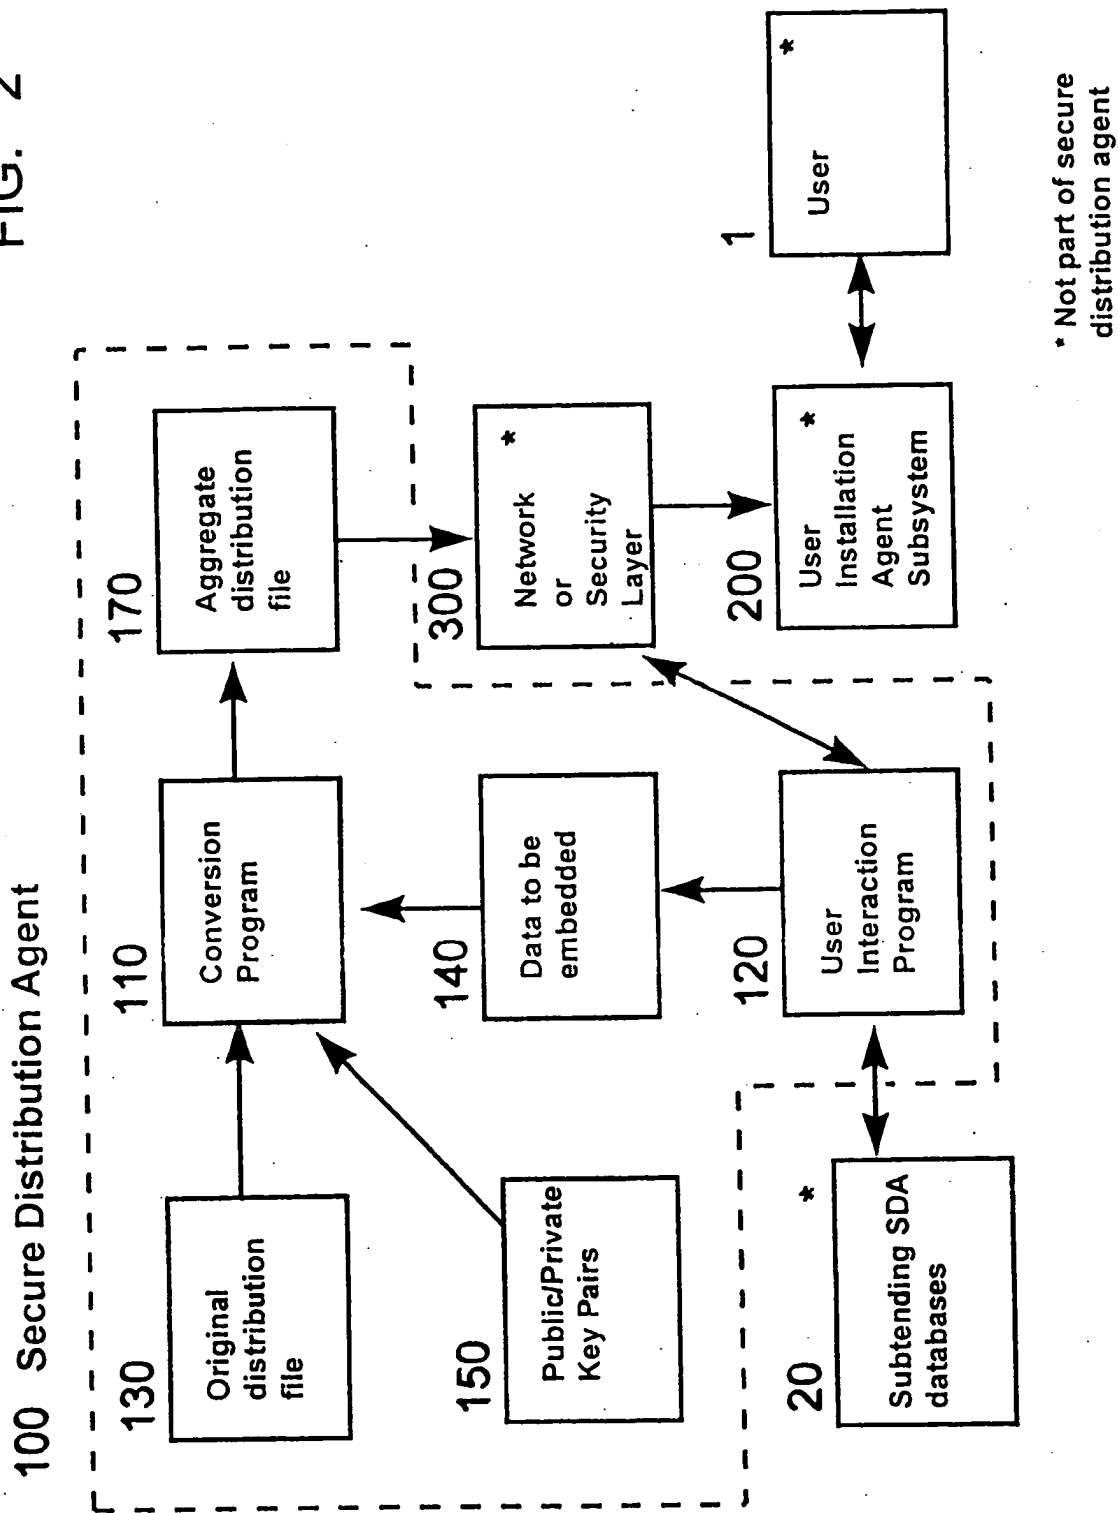 FIG. 2
100 Secure Distribution Agent
130
Original
distribution
file
110
Conversion
Program
170
Aggregate
distribution
file
150
Public/Private
Key Pairs
140
Data to be
embedded
300
Network *
or
Security
Layer
20 *
Subtending SDA
databases
120
User
Interaction
Program
200
User *
Installation
Agent
Subsystem
1
User *
* Not part of secure
distribution agent